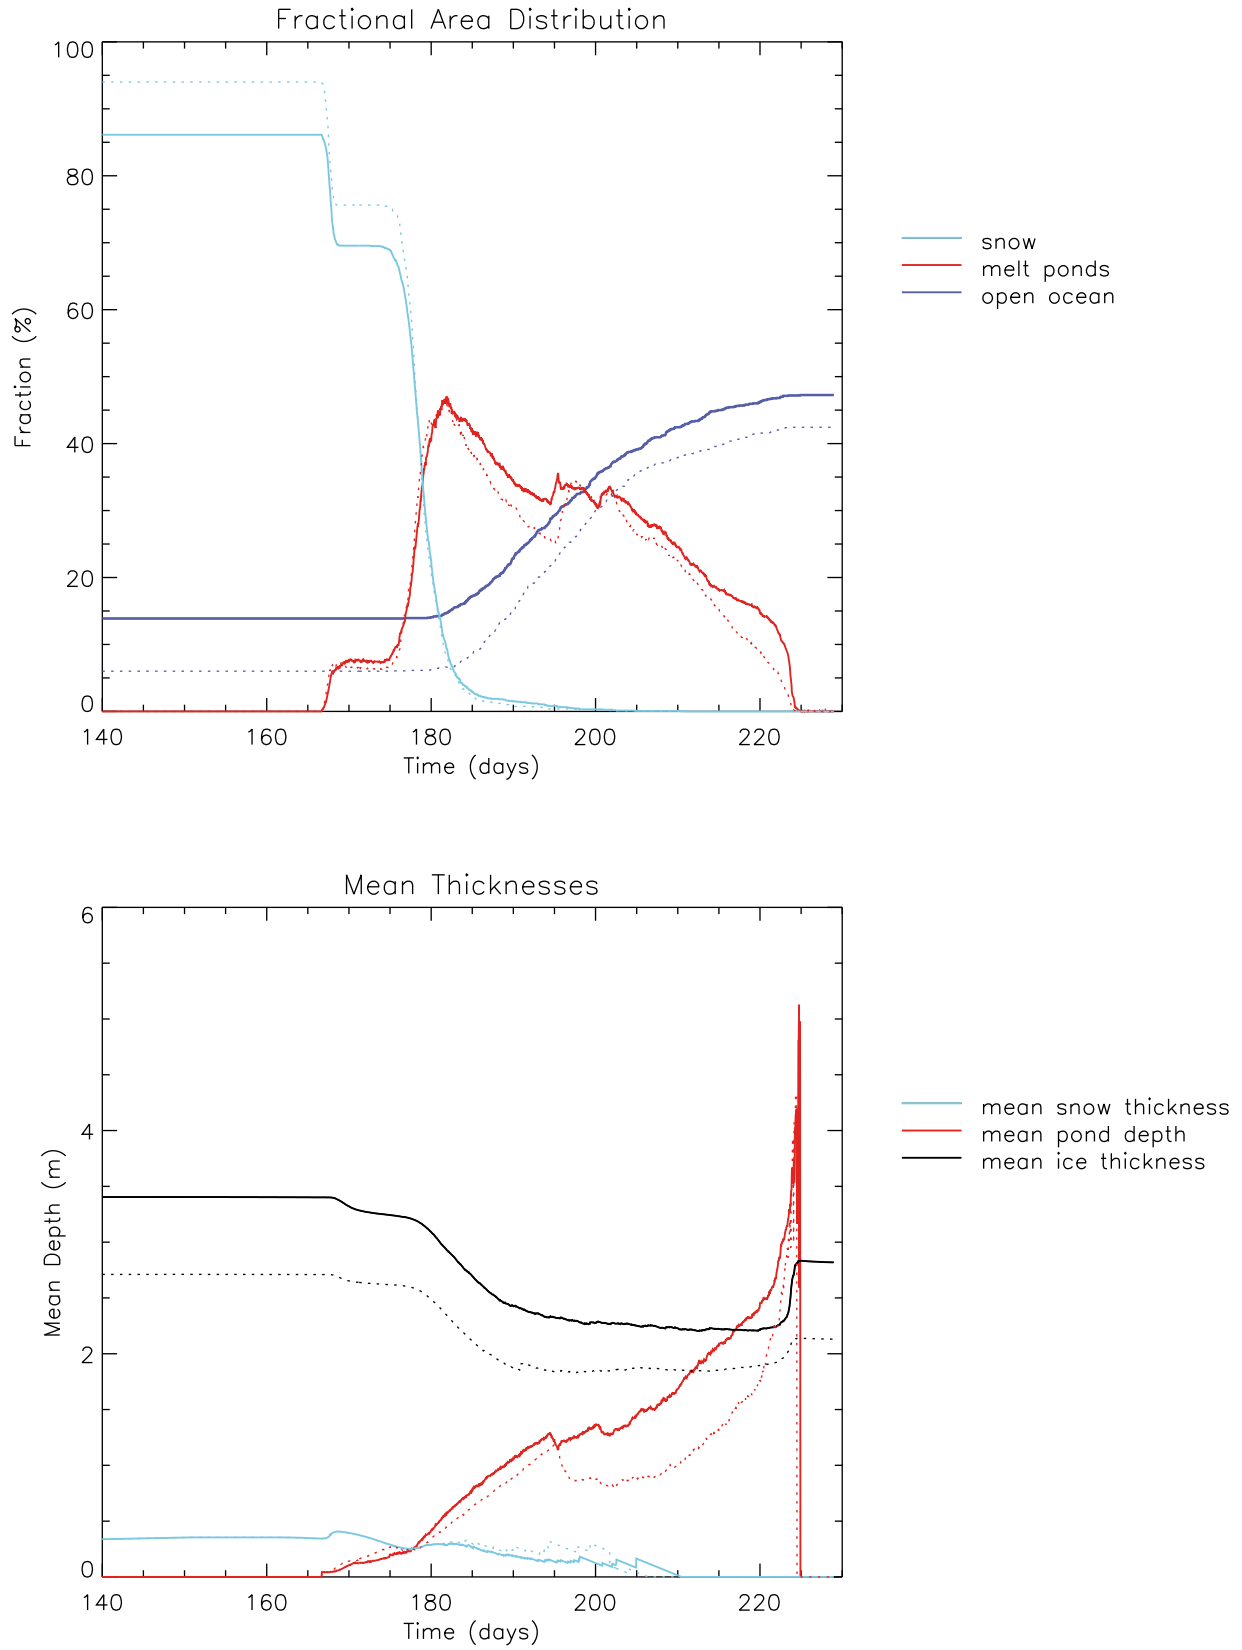 Fractional Area Distribution
100
80
60
40
20
0
Fraction (%)
140 160 180 200 220
Time (days)
snow
melt ponds
open ocean
Mean Thicknesses
6
4
2
0
Mean Depth (m)
140 160 180 200 220
Time (days)
mean snow thickness
mean pond depth
mean ice thickness